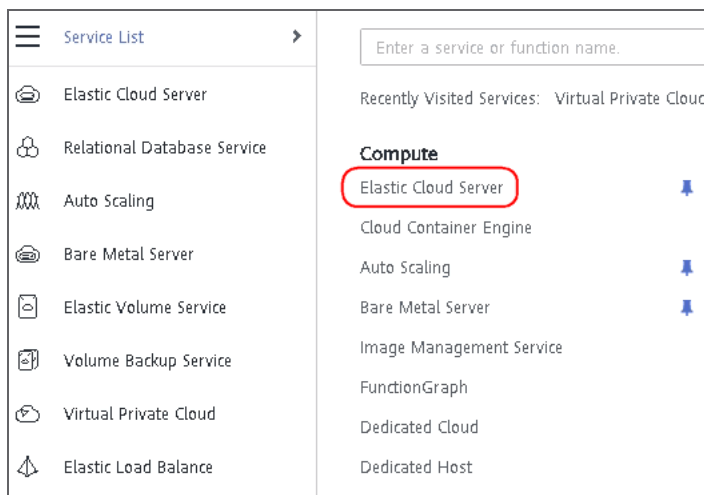 Service List
Elastic Cloud Server
Relational Database Service
Auto Scaling
Bare Metal Server
Elastic Volume Service
Volume Backup Service
Virtual Private Cloud
Elastic Load Balance
Enter a service or function name.
Recently Visited Services: Virtual Private Cloud
Compute
Elastic Cloud Server
Cloud Container Engine
Auto Scaling
Bare Metal Server
Image Management Service
FunctionGraph
Dedicated Cloud
Dedicated Host